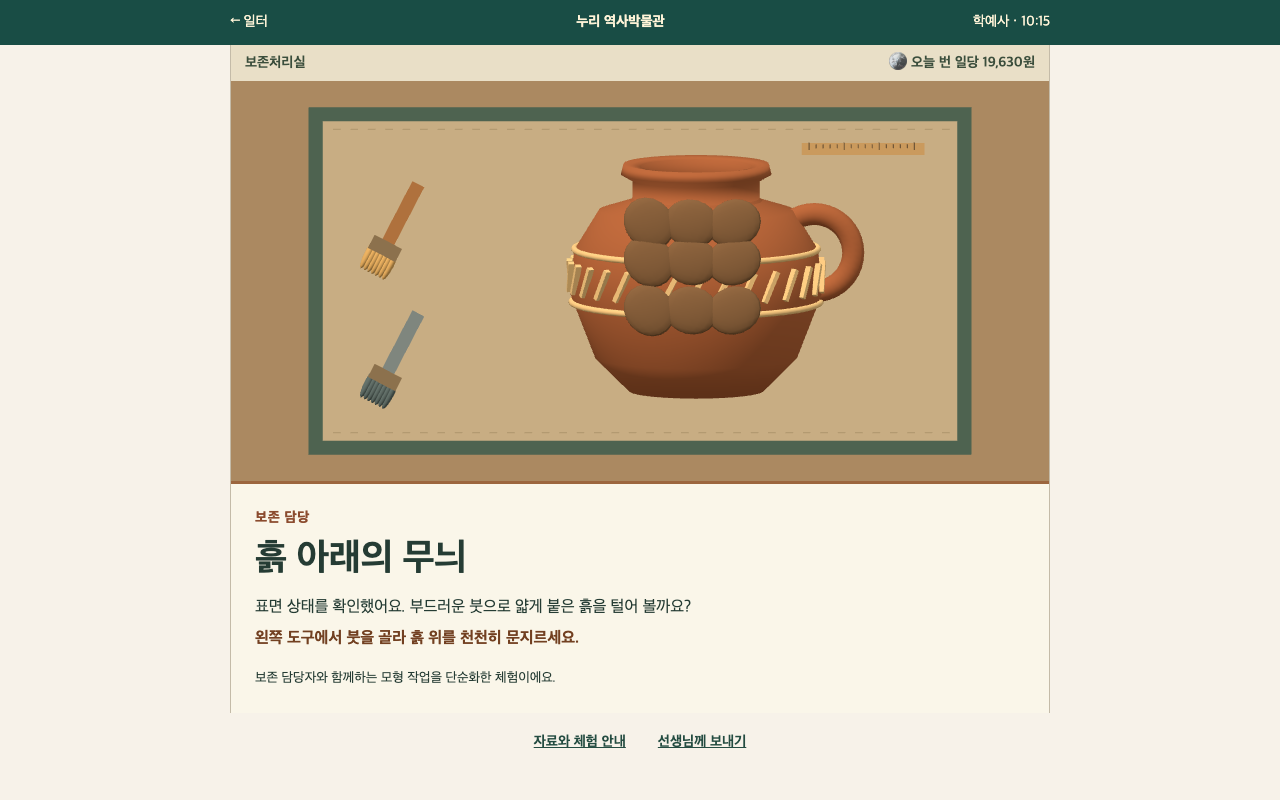 ← 일터
누리 역사박물관
학예사 · 10:15
보존처리실
오늘 번 일당 19,630원
보존 담당
흙 아래의 무늬
표면 상태를 확인했어요. 부드러운 붓으로 얇게 붙은 흙을 털어 볼까요?
왼쪽 도구에서 붓을 골라 흙 위를 천천히 문지르세요.
보존 담당자와 함께하는 모형 작업을 단순화한 체험이에요.
자료와 체험 안내
선생님께 보내기